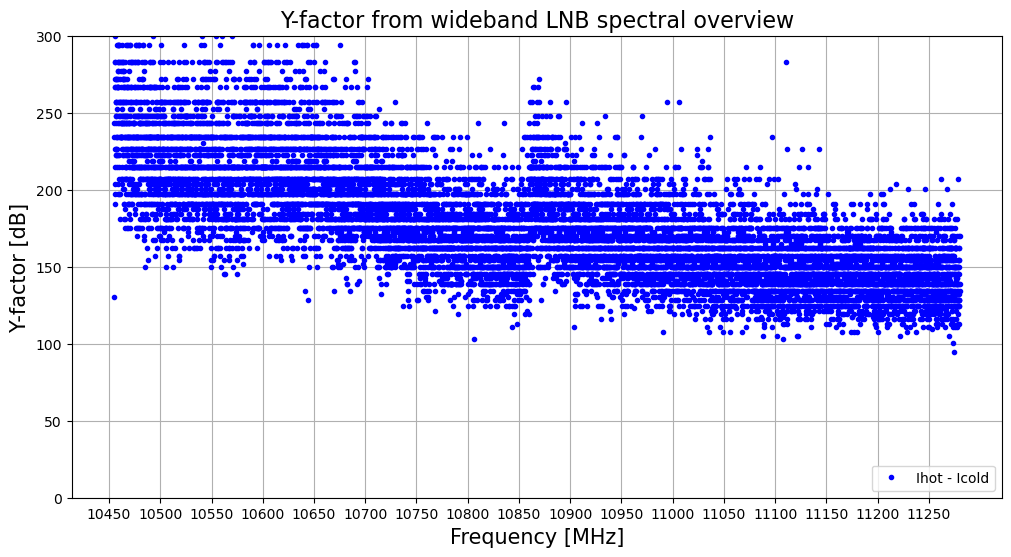 Y-factor from wideband LNB spectral overview
Y-factor [dB]
300
250
200
150
100
50
0
10450 10500 10550 10600 10650 10700 10750 10800 10850 10900 10950 11000 11050 11100 11150 11200 11250
Frequency [MHz]
Ihot - Icold